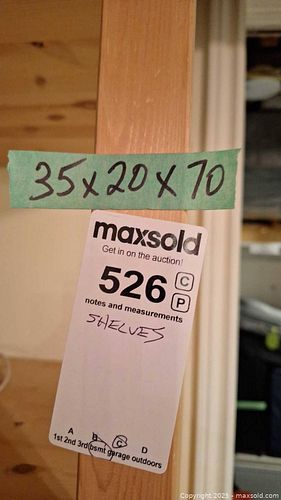 35x20x70
maxsold
Get in on the auction!
526 C
P
notes and measurements
SHELVES
A B C D
1st 2nd 3rd bsmt garage outdoors
Copyright 2025 - maxsold.com